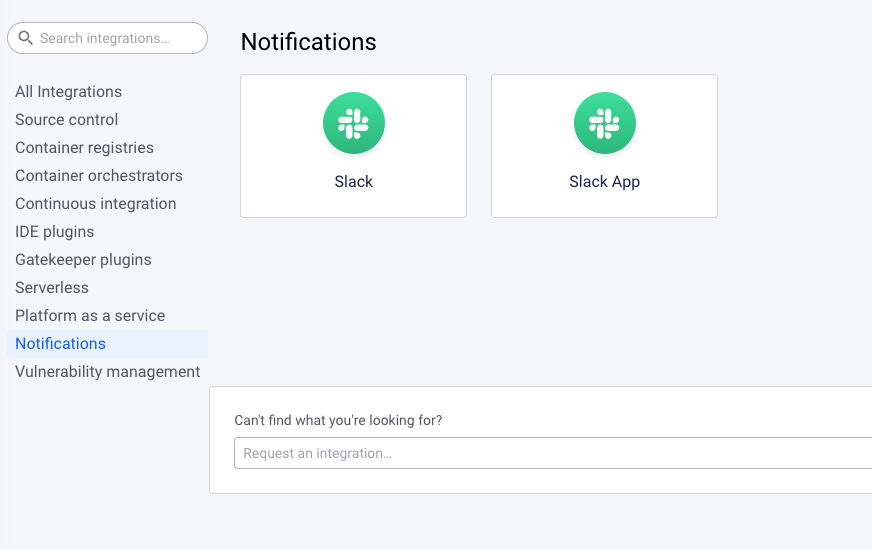 Search integrations...
All Integrations
Source control
Container registries
Container orchestrators
Continuous integration
IDE plugins
Gatekeeper plugins
Serverless
Platform as a service
Notifications
Vulnerability management
Notifications
Slack
Slack App
Can't find what you're looking for?
Request an integration...